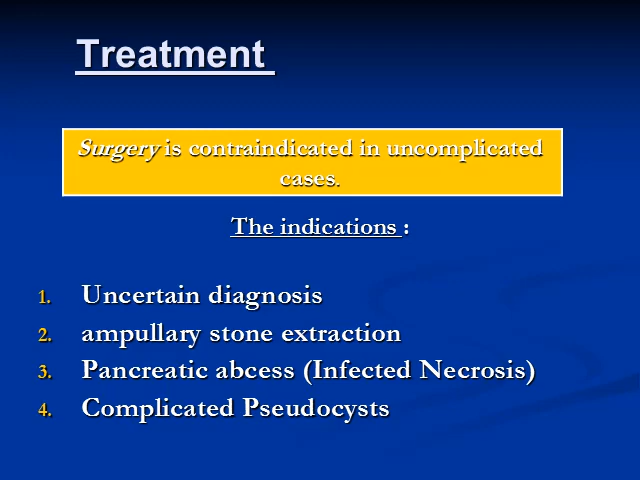 Treatment
Surgery is contraindicated in uncomplicated
cases.
The indications :
1. Uncertain diagnosis
2. ampullary stone extraction
3. Pancreatic abcess (Infected Necrosis)
4. Complicated Pseudocysts